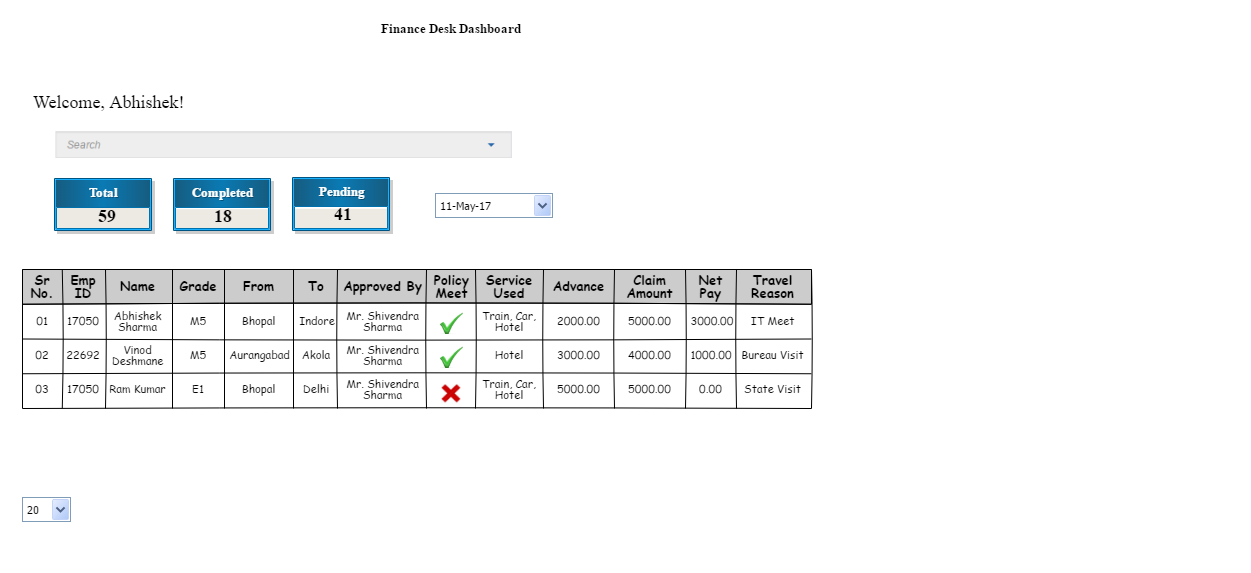 Finance Desk Dashboard
Welcome, Abhishek!
Search
Total Completed Pending
59 18 41
11-May-17
Sr No. Emp ID Name Grade From To Approved By Policy Meet Service Used Advance Claim Amount Net Pay Travel Reason
01 17050 Abhishek Sharma M5 Bhopal Indore Mr. Shivendra Sharma Train, Car, Hotel 2000.00 5000.00 3000.00 IT Meet
02 22692 Vinod Deshmane M5 Aurangabad Akola Mr. Shivendra Sharma Hotel 3000.00 4000.00 1000.00 Bureau Visit
03 17050 Ram Kumar E1 Bhopal Delhi Mr. Shivendra Sharma Train, Car, Hotel 5000.00 5000.00 0.00 State Visit
20